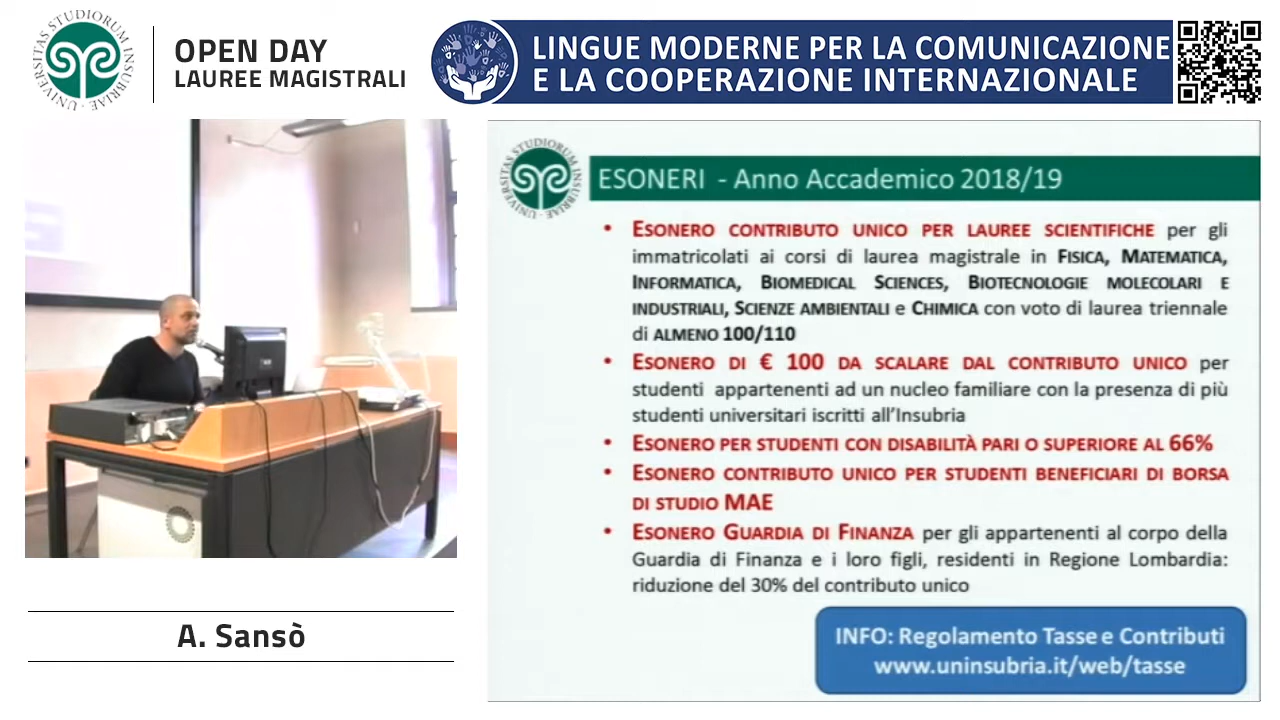 UNIVERSITAS STUDIORUM INSUBRIAE
OPEN DAY
LAUREE MAGISTRALI
LINGUE MODERNE PER LA COMUNICAZIONE
E LA COOPERAZIONE INTERNAZIONALE
UNIVERSITAS STUDIORUM INSUBRIAE
ESONERI - Anno Accademico 2018/19
• ESONERO CONTRIBUTO UNICO PER LAUREE SCIENTIFICHE per gli
immatricolati ai corsi di laurea magistrale in FISICA, MATEMATICA,
INFORMATICA, BIOMEDICAL SCIENCES, BIOTECNOLOGIE MOLECOLARI E
INDUSTRIALI, SCIENZE AMBIENTALI e CHIMICA con voto di laurea triennale
di ALMENO 100/110
• ESONERO DI € 100 DA SCALARE DAL CONTRIBUTO UNICO per
studenti appartenenti ad un nucleo familiare con la presenza di più
studenti universitari iscritti all'Insubria
• ESONERO PER STUDENTI CON DISABILITÀ PARI O SUPERIORE AL 66%
• ESONERO CONTRIBUTO UNICO PER STUDENTI BENEFICIARI DI BORSA
DI STUDIO MAE
• ESONERO GUARDIA DI FINANZA per gli appartenenti al corpo della
Guardia di Finanza e i loro figli, residenti in Regione Lombardia:
riduzione del 30% del contributo unico
INFO: Regolamento Tasse e Contributi
www.uninsubria.it/web/tasse
A. Sansò